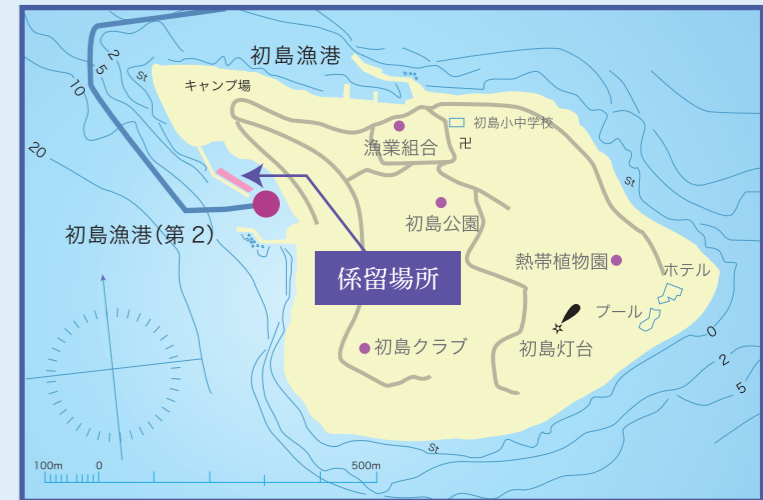 初島漁港
2
5
10
St
キャンプ場
20
初島小中学校
漁業組合
卍
St
初島公園
初島漁港(第2)
係留場所
熱帯植物園
ホテル
プール
初島灯台
初島クラブ
0
2
5
St
100m 0 500m